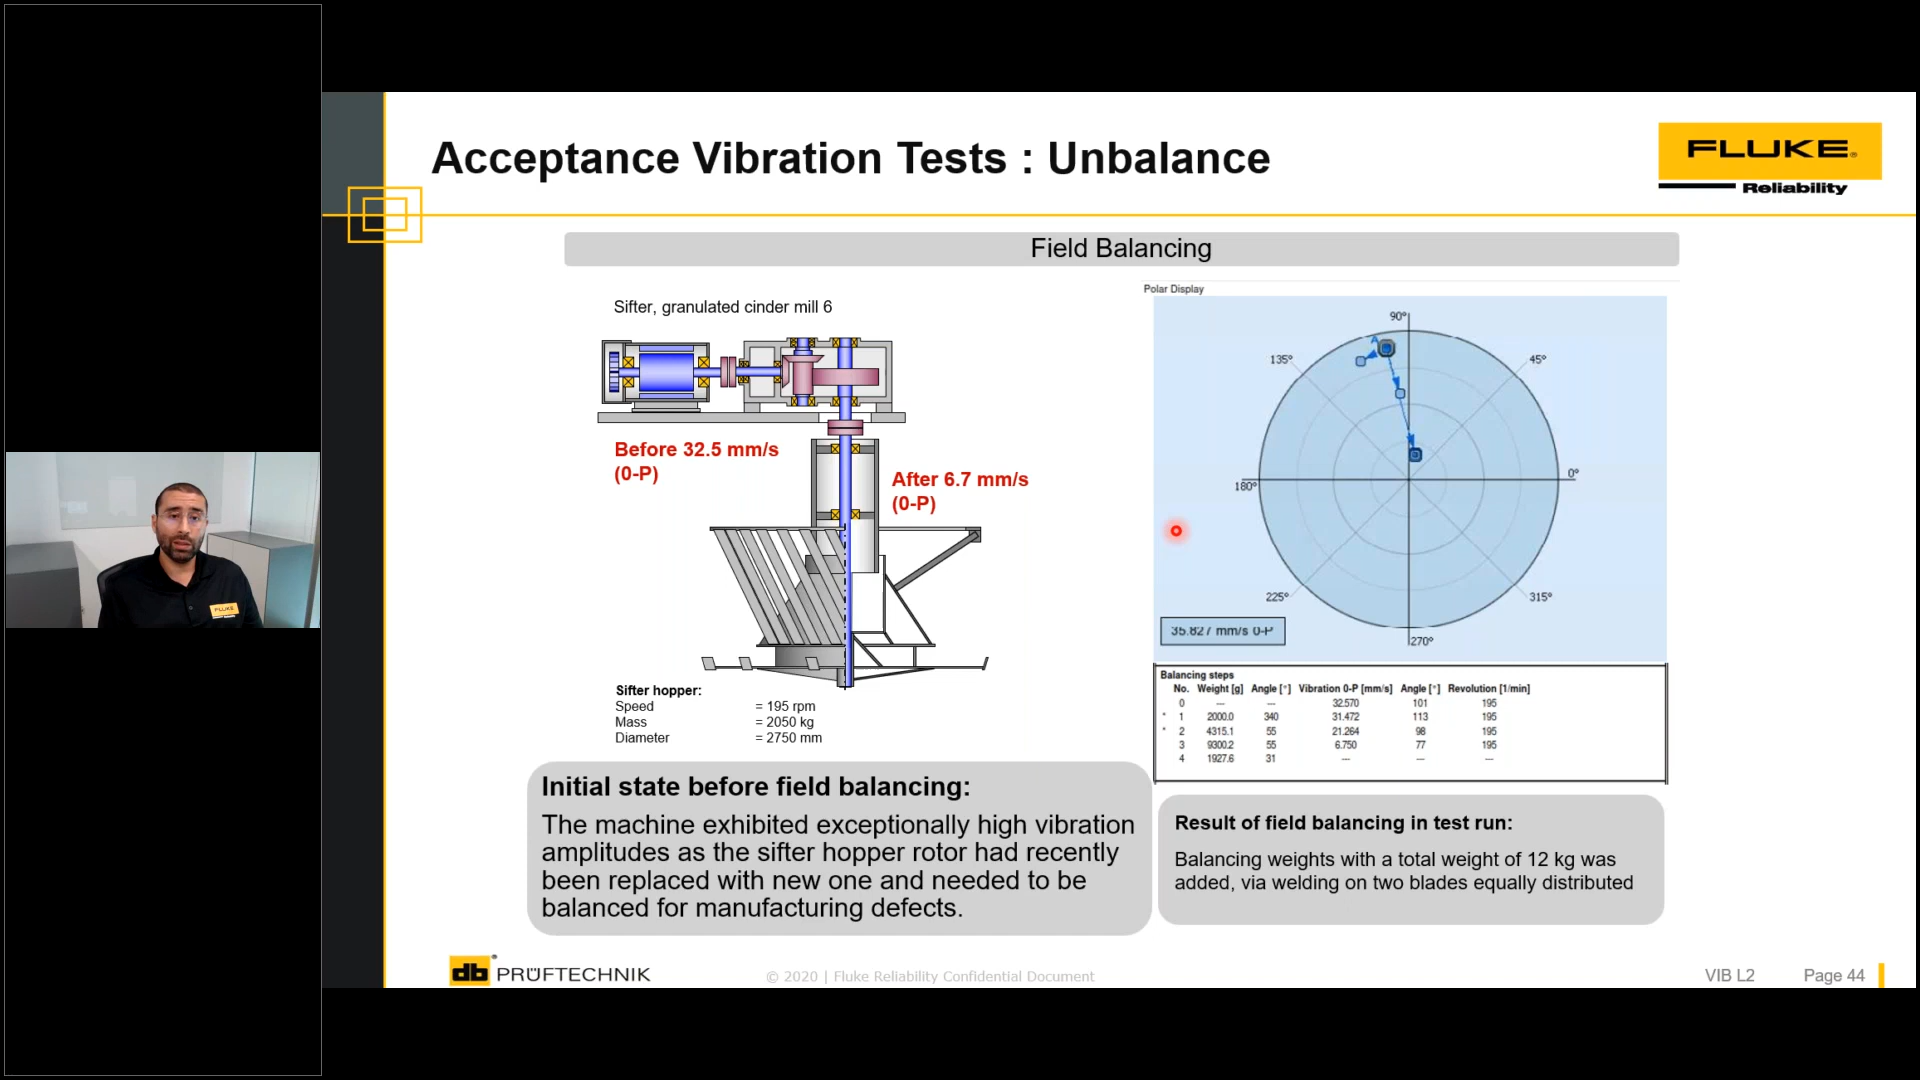 Acceptance Vibration Tests : Unbalance
FLUKE®
Reliability
Field Balancing
Sifter, granulated cinder mill 6
Before 32.5 mm/s
(0-P)
After 6.7 mm/s
(0-P)
Sifter hopper:
Speed = 195 rpm
Mass = 2050 kg
Diameter = 2750 mm
Polar Display
90°
135°
45°
A
0°
180°
225°
315°
270°
35.827 mm/s 0-P
Balancing steps
No. Weight [g] Angle [°] Vibration 0-P [mm/s] Angle [°] Revolution [1/min]
0 --- --- 32.570 101 195
* 1 2000.0 340 31.472 113 195
* 2 4315.1 55 21.264 98 195
3 9300.2 55 6.750 77 195
4 1927.6 31 --- --- ---
Initial state before field balancing:
The machine exhibited exceptionally high vibration
amplitudes as the sifter hopper rotor had recently
been replaced with new one and needed to be
balanced for manufacturing defects.
Result of field balancing in test run:
Balancing weights with a total weight of 12 kg was
added, via welding on two blades equally distributed
FLUKE
db PRÜFTECHNIK
© 2020 | Fluke Reliability Confidential Document
VIB L2 Page 44